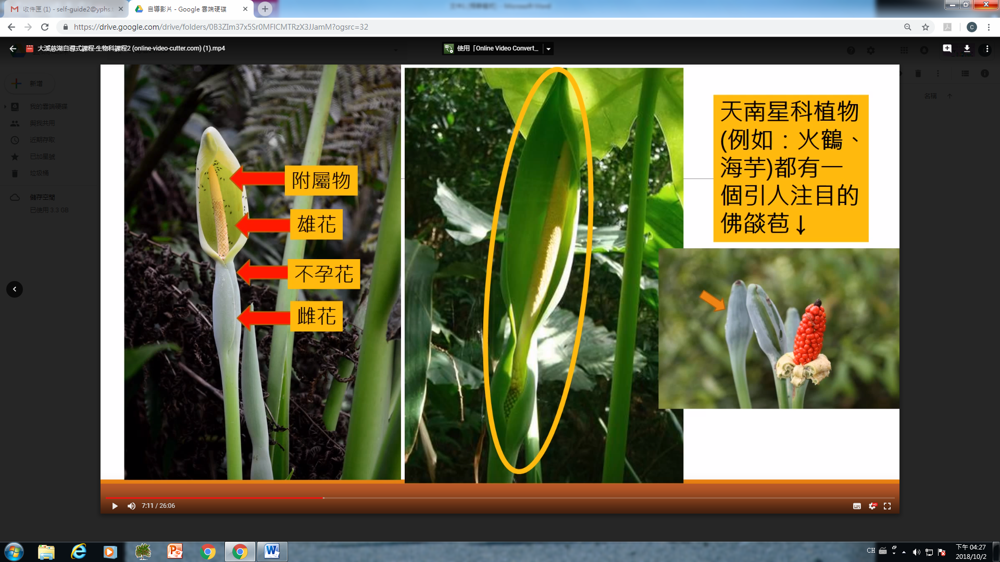 收件匣 (1) - self-guide2@yphs.t
自導影片 - Google 雲端硬碟
https://drive.google.com/drive/folders/0B3ZIm37x5Sr0MFlCMTRzX3JJamM?ogsrc=32
大溪慈湖自導式課程-生物科課程2 (online-video-cutter.com) (1).mp4
使用「Online Video Convert...
新增
我的雲端硬碟
與我共用
近期存取
已加星號
垃圾桶
儲存空間
已使用 3.3 GB
名稱
附屬物
雄花
不孕花
雌花
天南星科植物
(例如：火鶴、
海芋)都有一
個引人注目的
佛燄苞↓
7:11 / 26:06
CH
下午 04:27
2018/10/2